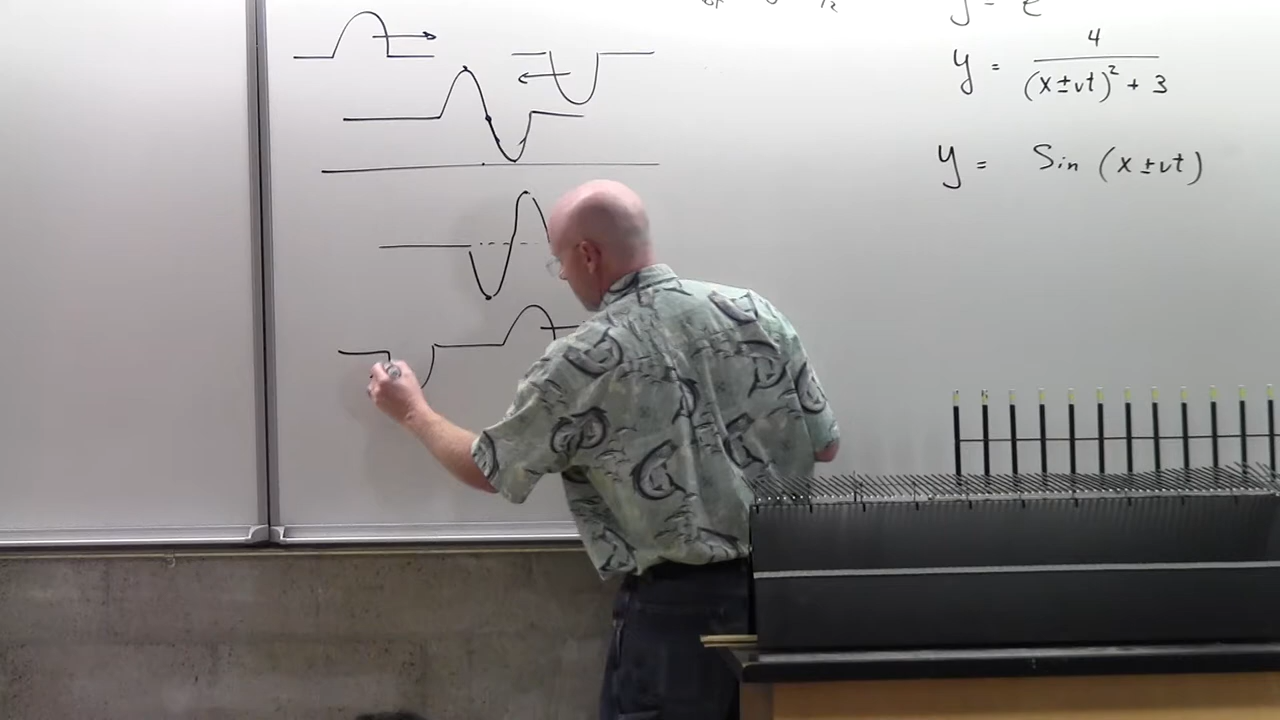 y = 4 / ((x ± vt)² + 3)
y = Sin (x ± vt)